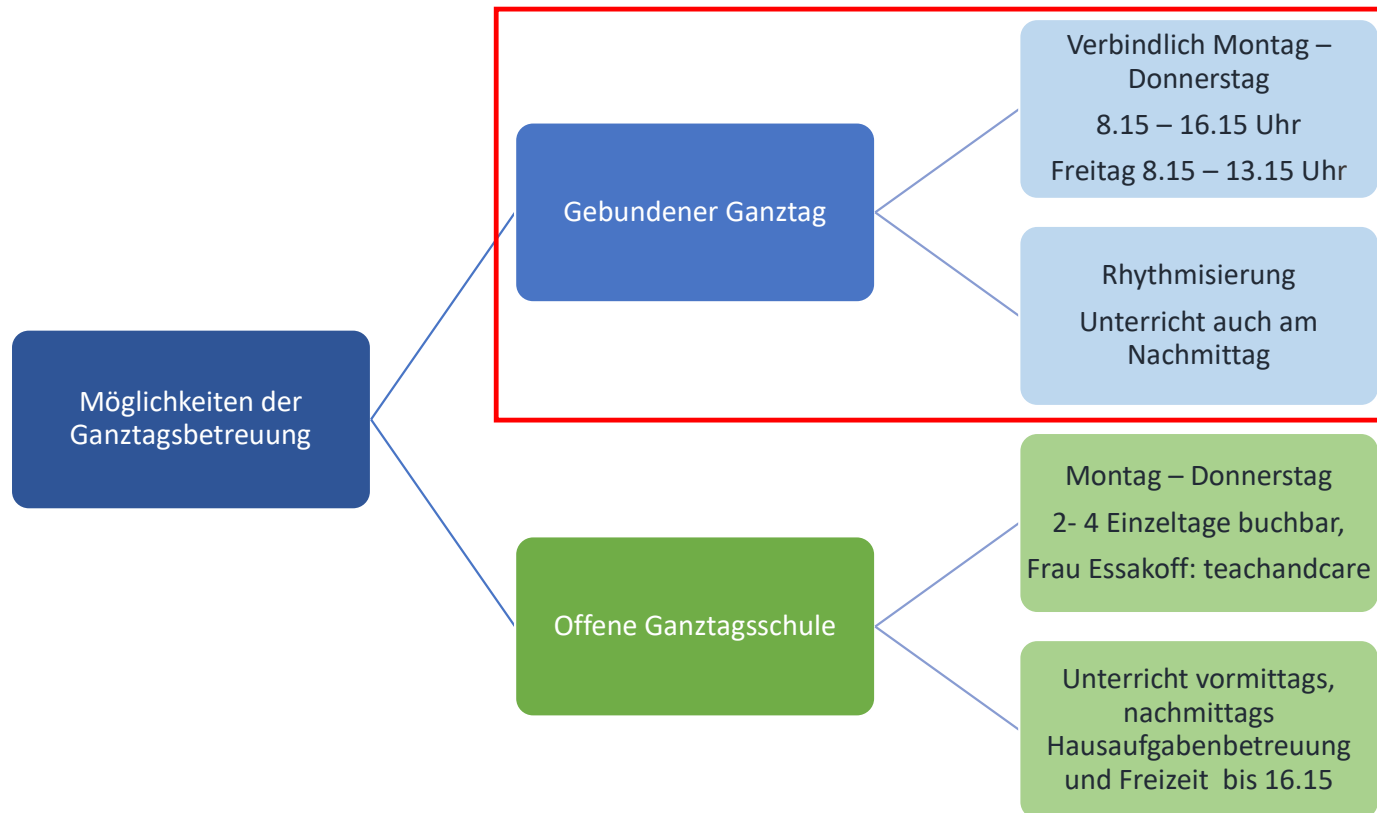 Verbindlich Montag –
Donnerstag
8.15 – 16.15 Uhr
Freitag 8.15 – 13.15 Uhr
Gebundener Ganztag
Rhythmisierung
Unterricht auch am
Nachmittag
Möglichkeiten der
Ganztagsbetreuung
Montag – Donnerstag
2- 4 Einzeltage buchbar,
Frau Essakoff: teachandcare
Offene Ganztagsschule
Unterricht vormittags,
nachmittags
Hausaufgabenbetreuung
und Freizeit  bis 16.15